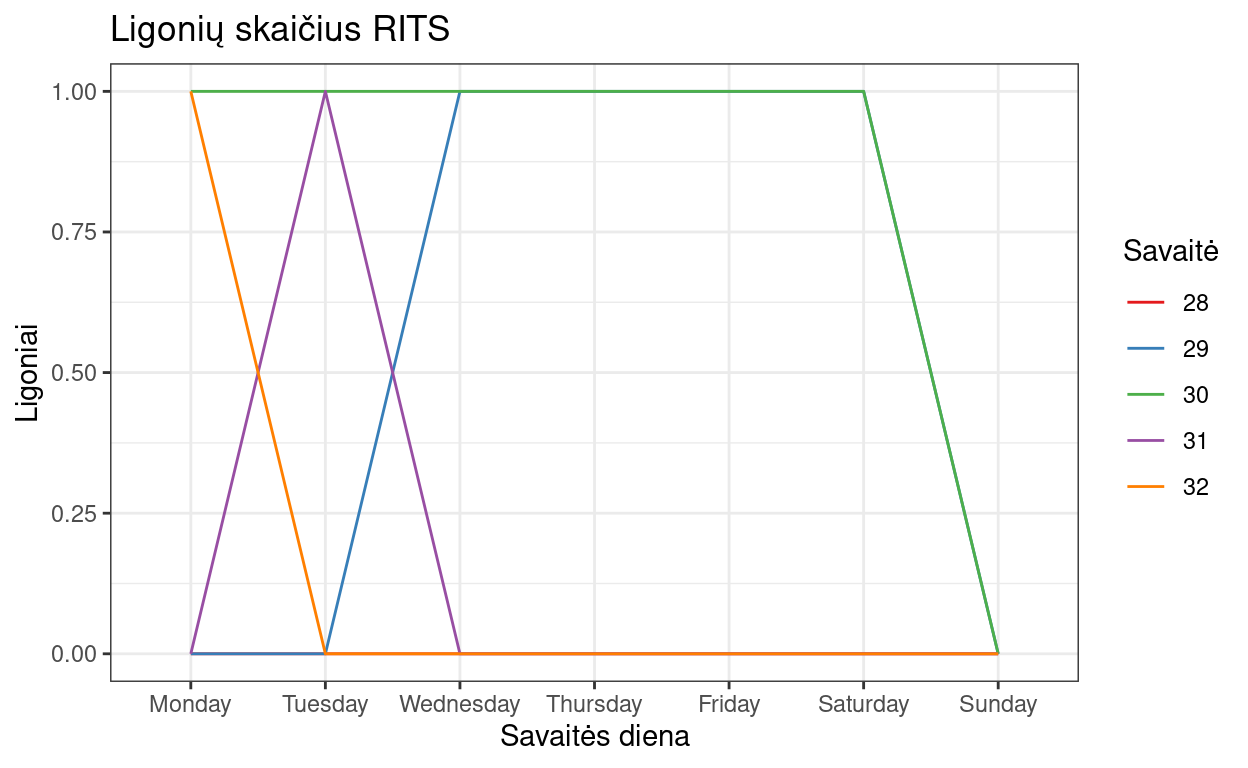 Ligonių skaičius RITS
Ligoniai
1.00
0.75
0.50
0.25
0.00
Monday Tuesday Wednesday Thursday Friday Saturday Sunday
Savaitės diena
Savaitė
28
29
30
31
32